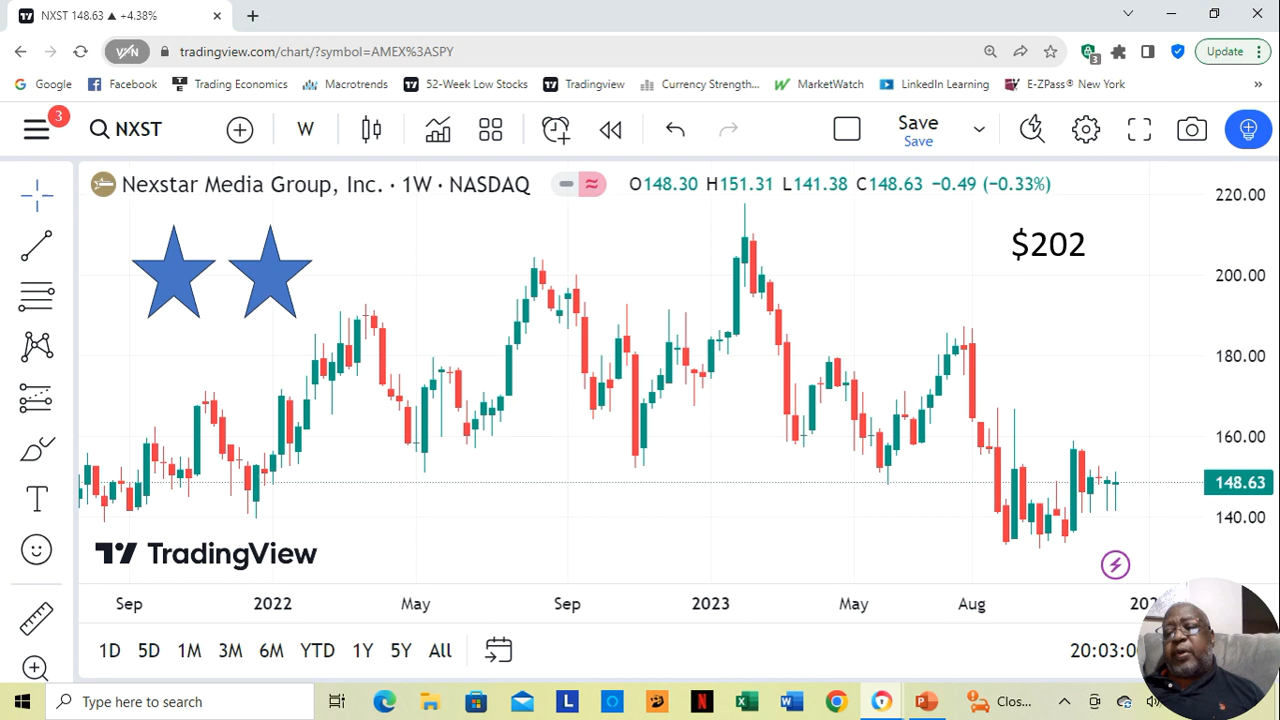 NXST 148.63 ▲ +4.38%
tradingview.com/chart/?symbol=AMEX%3ASPY
Update
Google Facebook Trading Economics Macrotrends 52-Week Low Stocks Tradingview Currency Strength... MarketWatch LinkedIn Learning E-ZPass® New York »
3 NXST W Save
Save
Nexstar Media Group, Inc. · 1W · NASDAQ O148.30 H151.31 L141.38 C148.63 −0.49 (−0.33%)
$202
220.00
200.00
180.00
160.00
148.63
140.00
TradingView
Sep 2022 May Sep 2023 May Aug
1D 5D 1M 3M 6M YTD 1Y 5Y All
Type here to search
Clos...